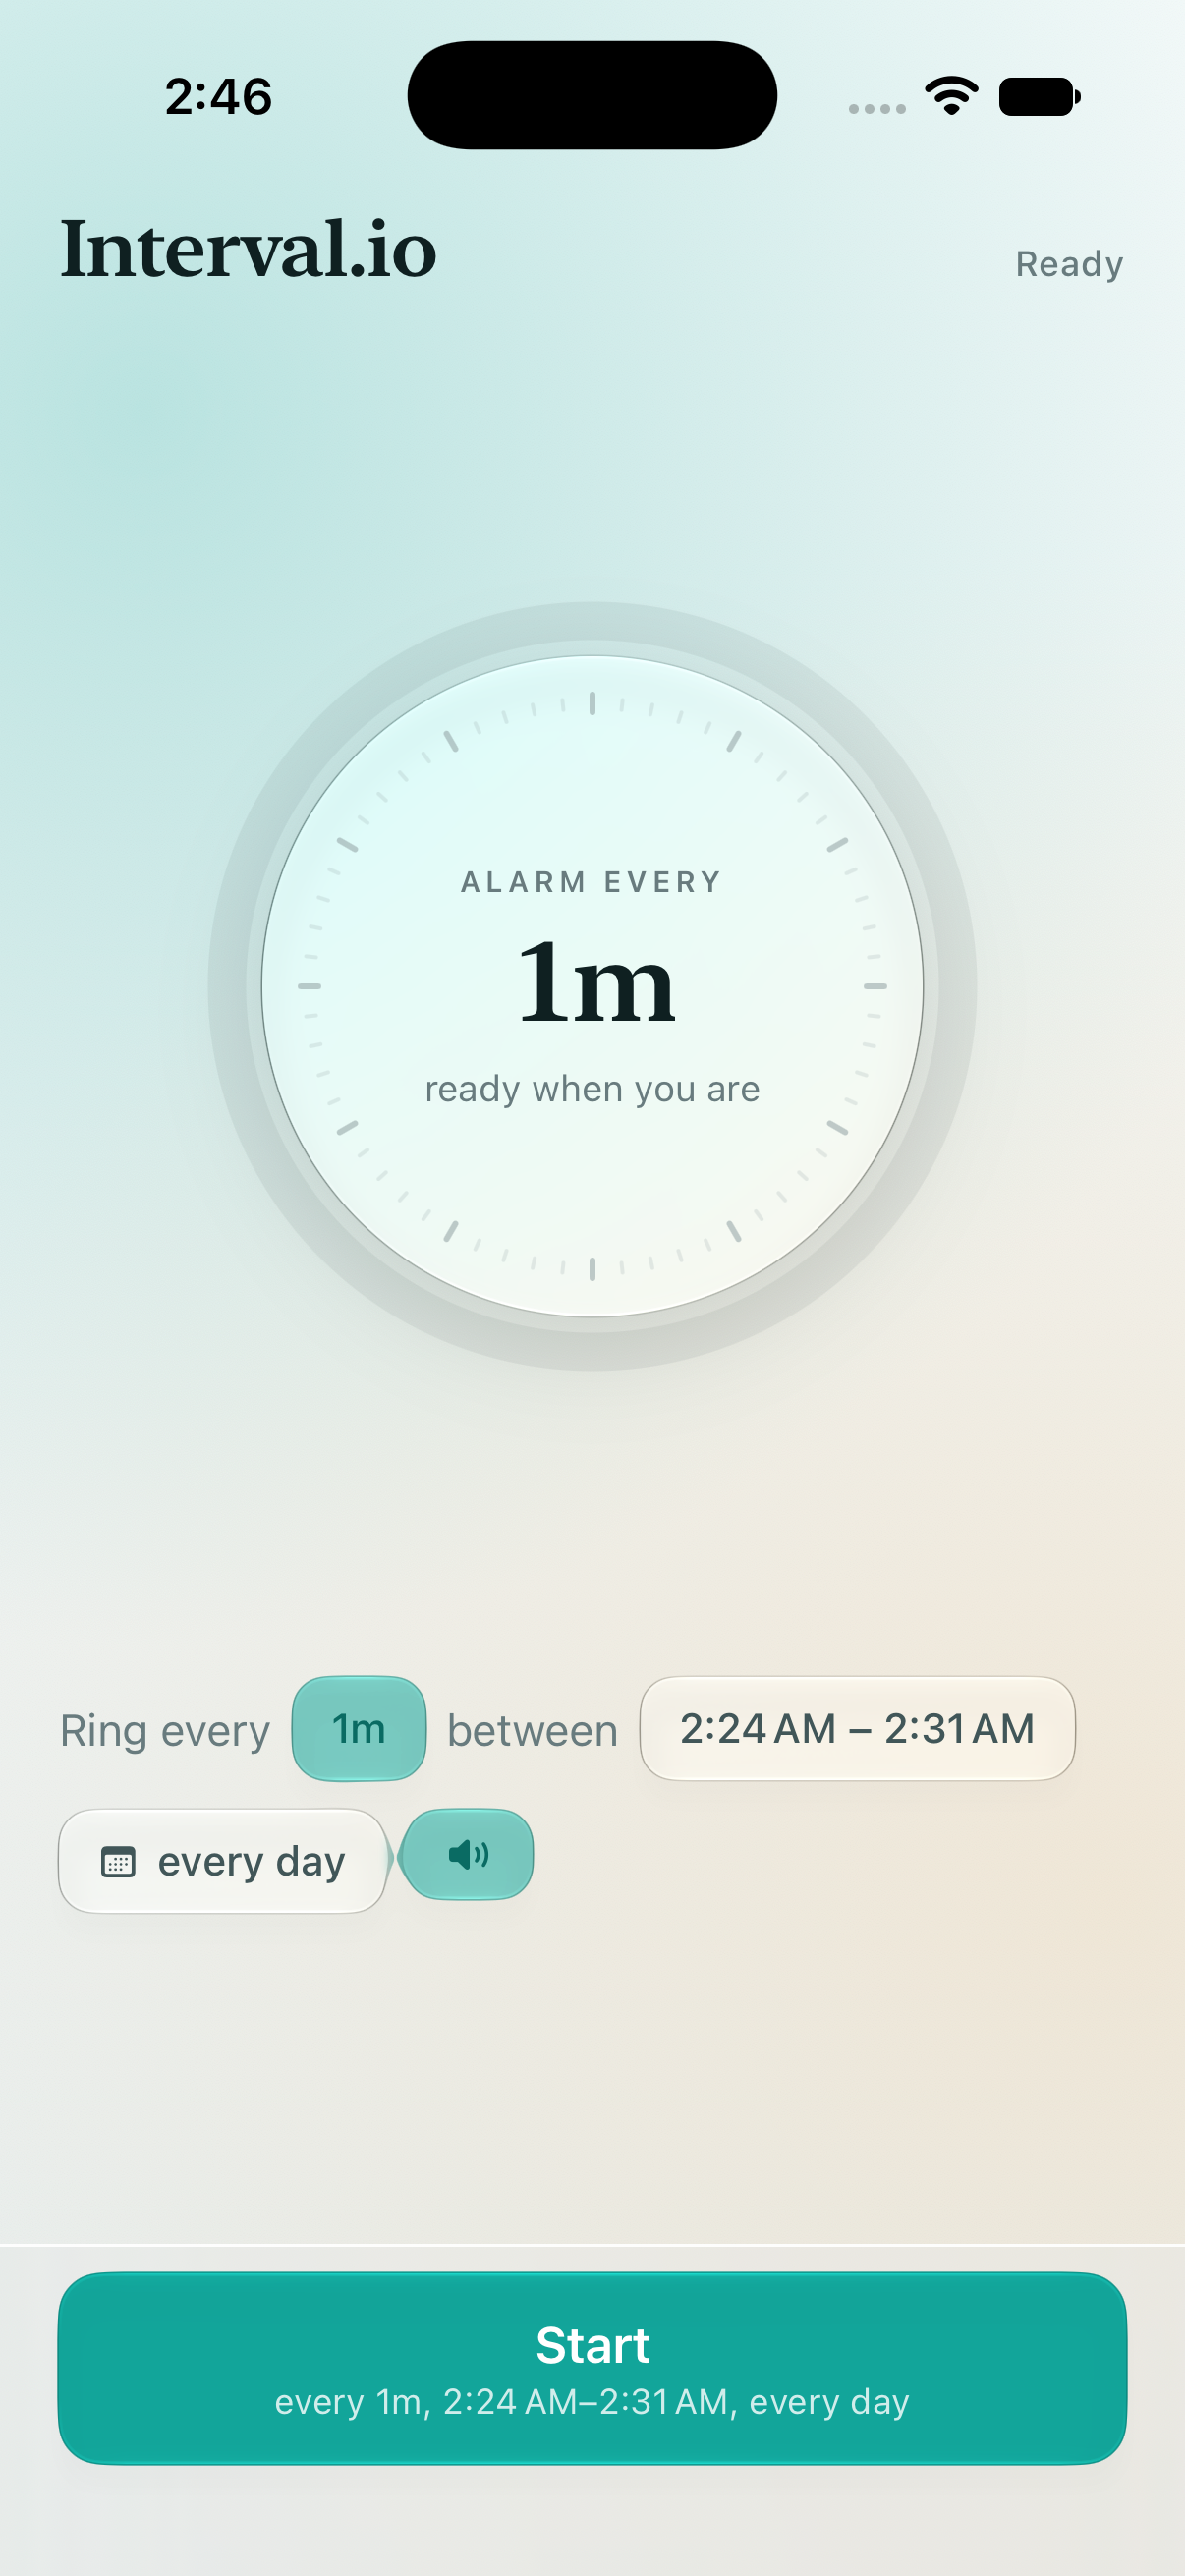 2:46
Interval.io
Ready
ALARM EVERY
1m
ready when you are
Ring every 1m between 2:24 AM – 2:31 AM
every day
Start
every 1m, 2:24 AM–2:31 AM, every day